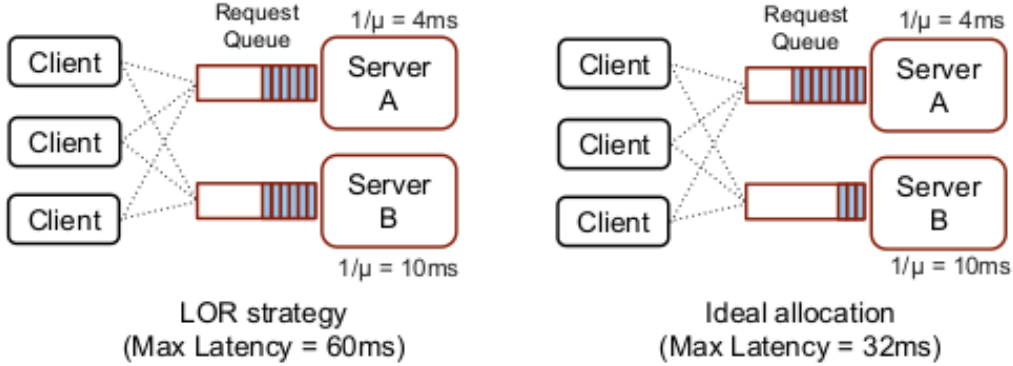 Request
Queue
1/μ = 4ms
Client
Server
A
Client
Client
Server
B
1/μ = 10ms
LOR strategy
(Max Latency = 60ms)
Request
Queue
1/μ = 4ms
Client
Server
A
Client
Client
Server
B
1/μ = 10ms
Ideal allocation
(Max Latency = 32ms)